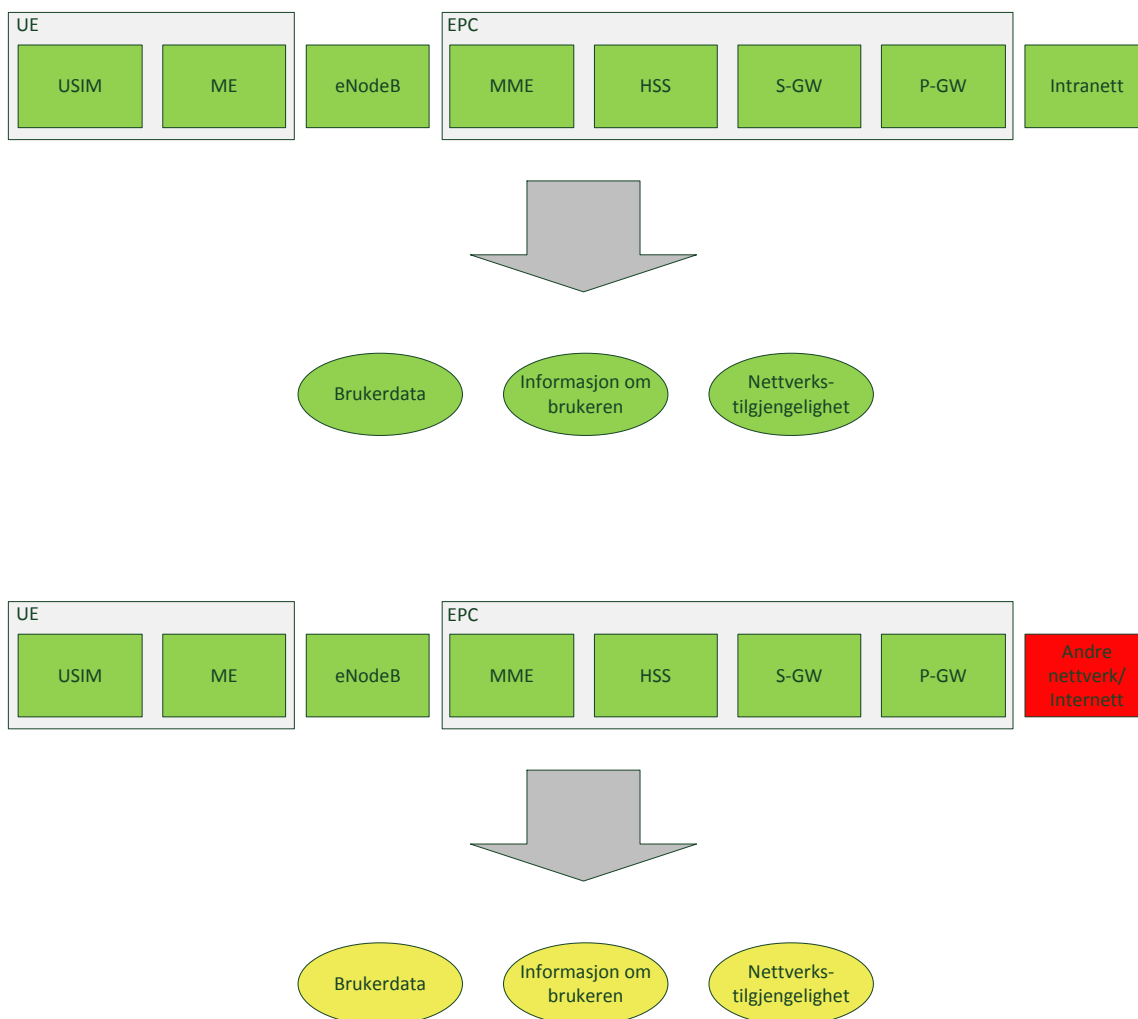 UE
EPC
USIM
ME
eNodeB
MME
HSS
S-GW
P-GW
Intranett
Brukerdata
Informasjon om
brukeren
Nettverks-
tilgjengelighet
UE
EPC
USIM
ME
eNodeB
MME
HSS
S-GW
P-GW
Andre
nettverk/
Internett
Brukerdata
Informasjon om
brukeren
Nettverks-
tilgjengelighet